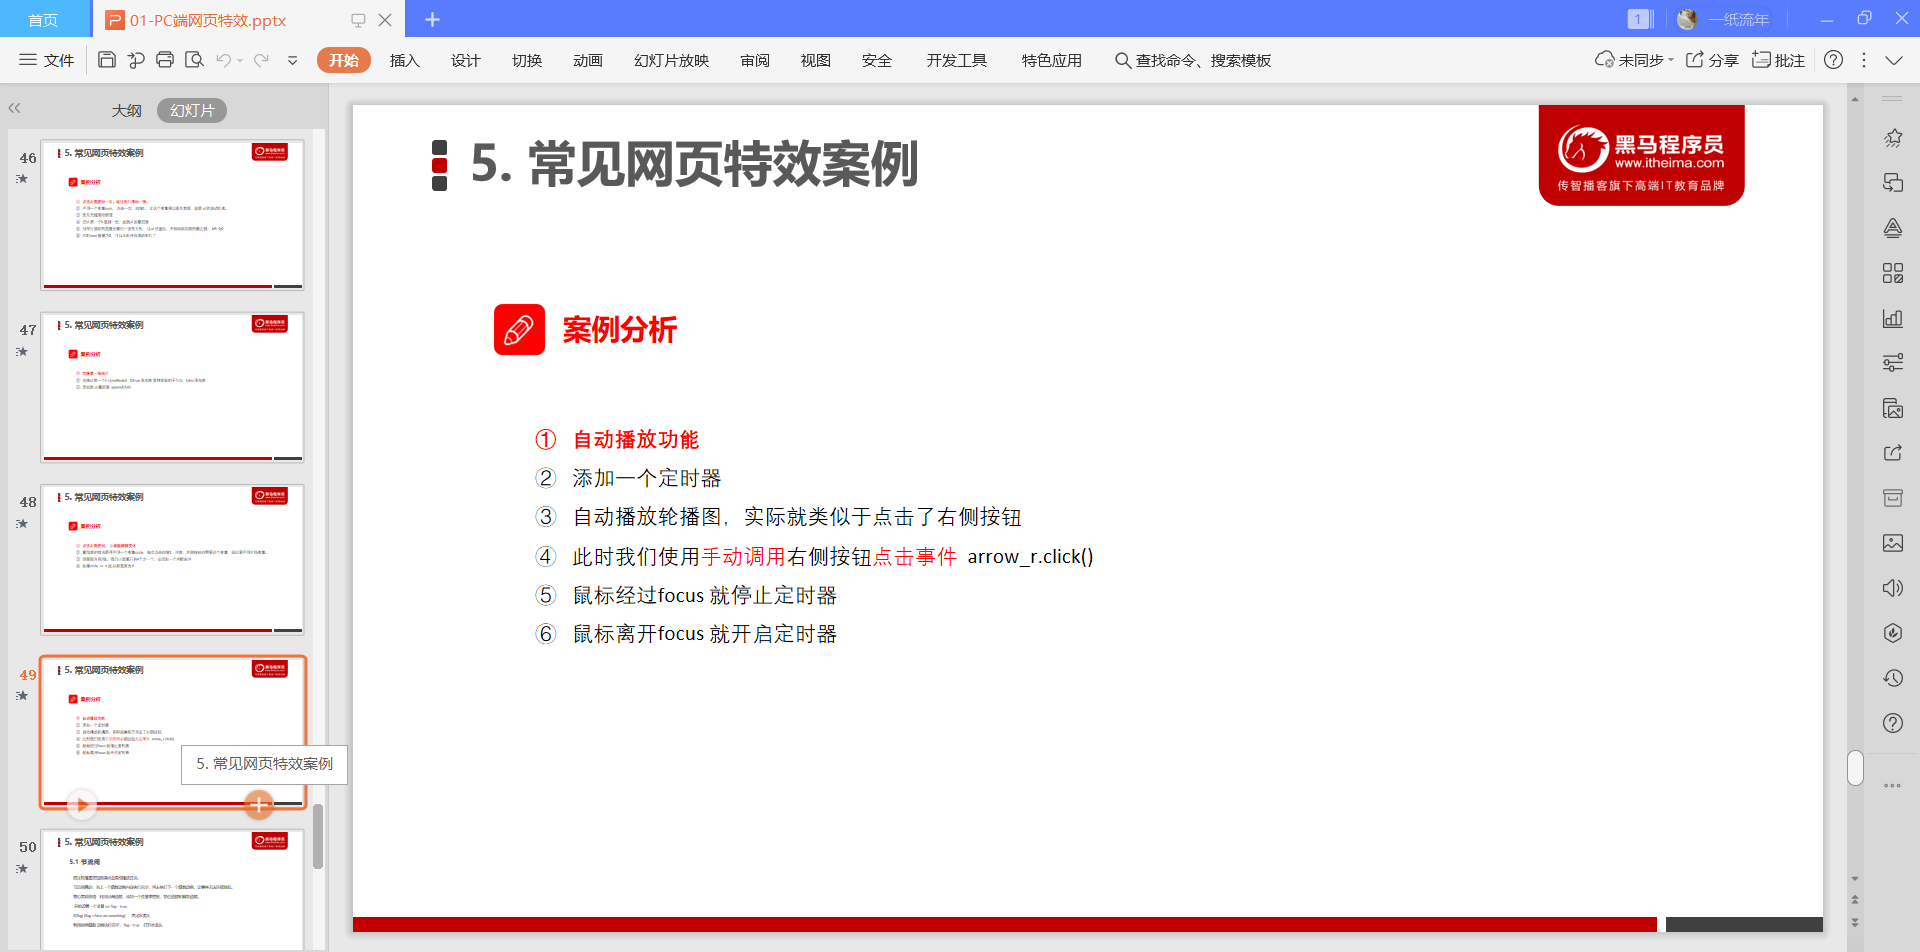 首页
01-PC端网页特效.pptx
1
一纸流年
文件
开始
插入
设计
切换
动画
幻灯片放映
审阅
视图
安全
开发工具
特色应用
查找命令、搜索模板
未同步
分享
批注
大纲
幻灯片
46
5. 常见网页特效案例
案例分析
47
5. 常见网页特效案例
案例分析
48
5. 常见网页特效案例
案例分析
49
5. 常见网页特效案例
案例分析
5. 常见网页特效案例
50
5. 常见网页特效案例
5.1 节流阀
5. 常见网页特效案例
黑马程序员
www.itheima.com
传智播客旗下高端IT教育品牌
案例分析
① 自动播放功能
② 添加一个定时器
③ 自动播放轮播图，实际就类似于点击了右侧按钮
④ 此时我们使用手动调用右侧按钮点击事件 arrow_r.click()
⑤ 鼠标经过focus 就停止定时器
⑥ 鼠标离开focus 就开启定时器